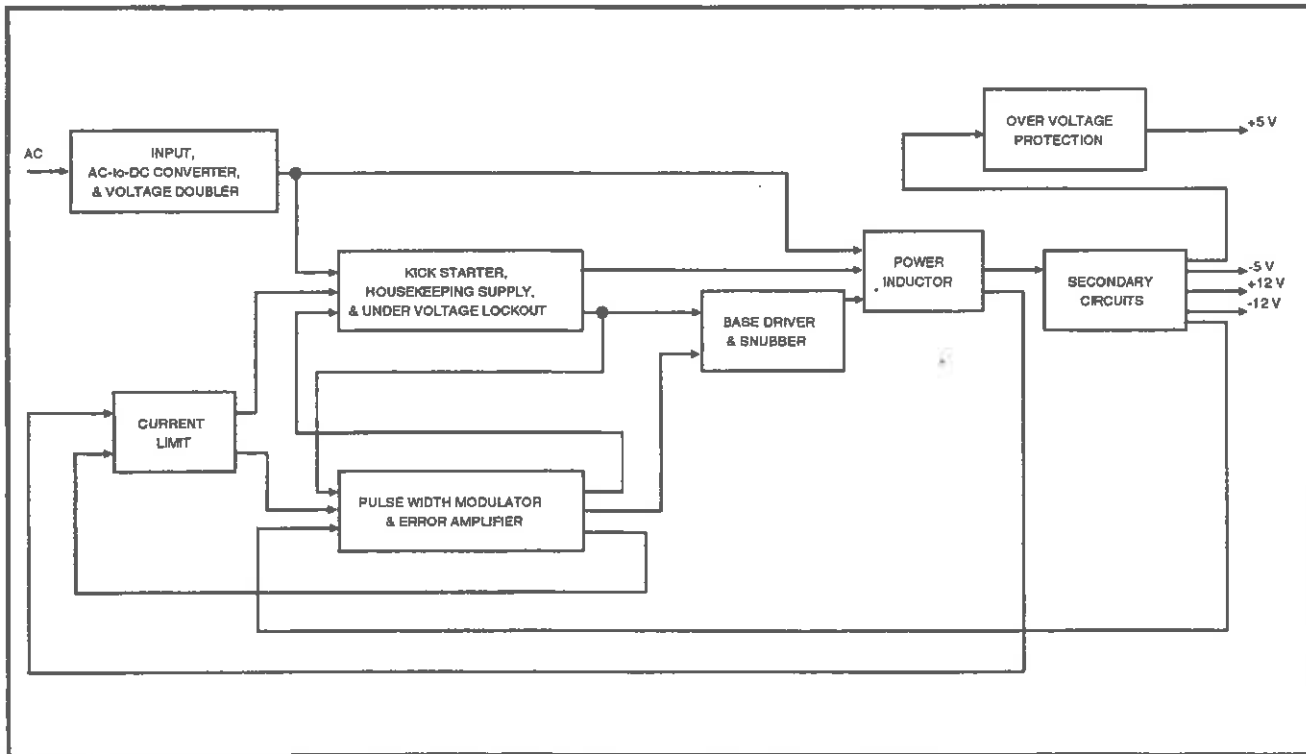 OVER VOLTAGE
PROTECTION
+5 V
AC
INPUT,
AC-to-DC CONVERTER,
& VOLTAGE DOUBLER
KICK STARTER,
HOUSEKEEPING SUPPLY,
& UNDER VOLTAGE LOCKOUT
POWER
INDUCTOR
SECONDARY
CIRCUITS
-5 V
+12 V
-12 V
BASE DRIVER
& SNUBBER
CURRENT
LIMIT
PULSE WIDTH MODULATOR
& ERROR AMPLIFIER